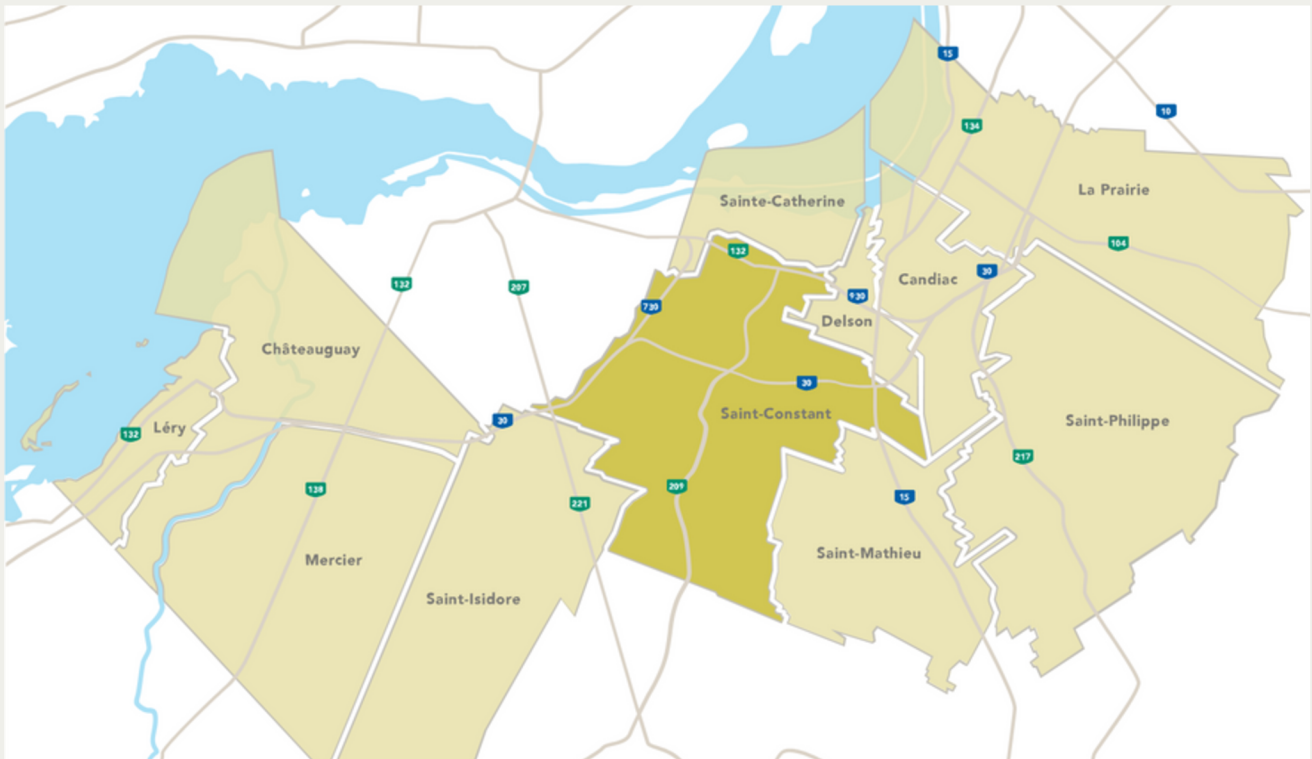 15
10
134
La Prairie
Sainte-Catherine
104
132
Candiac
30
132
207
930
730
Delson
Châteauguay
30
Saint-Constant
30
Saint-Philippe
132
Léry
217
138
209
15
221
Saint-Mathieu
Mercier
Saint-Isidore